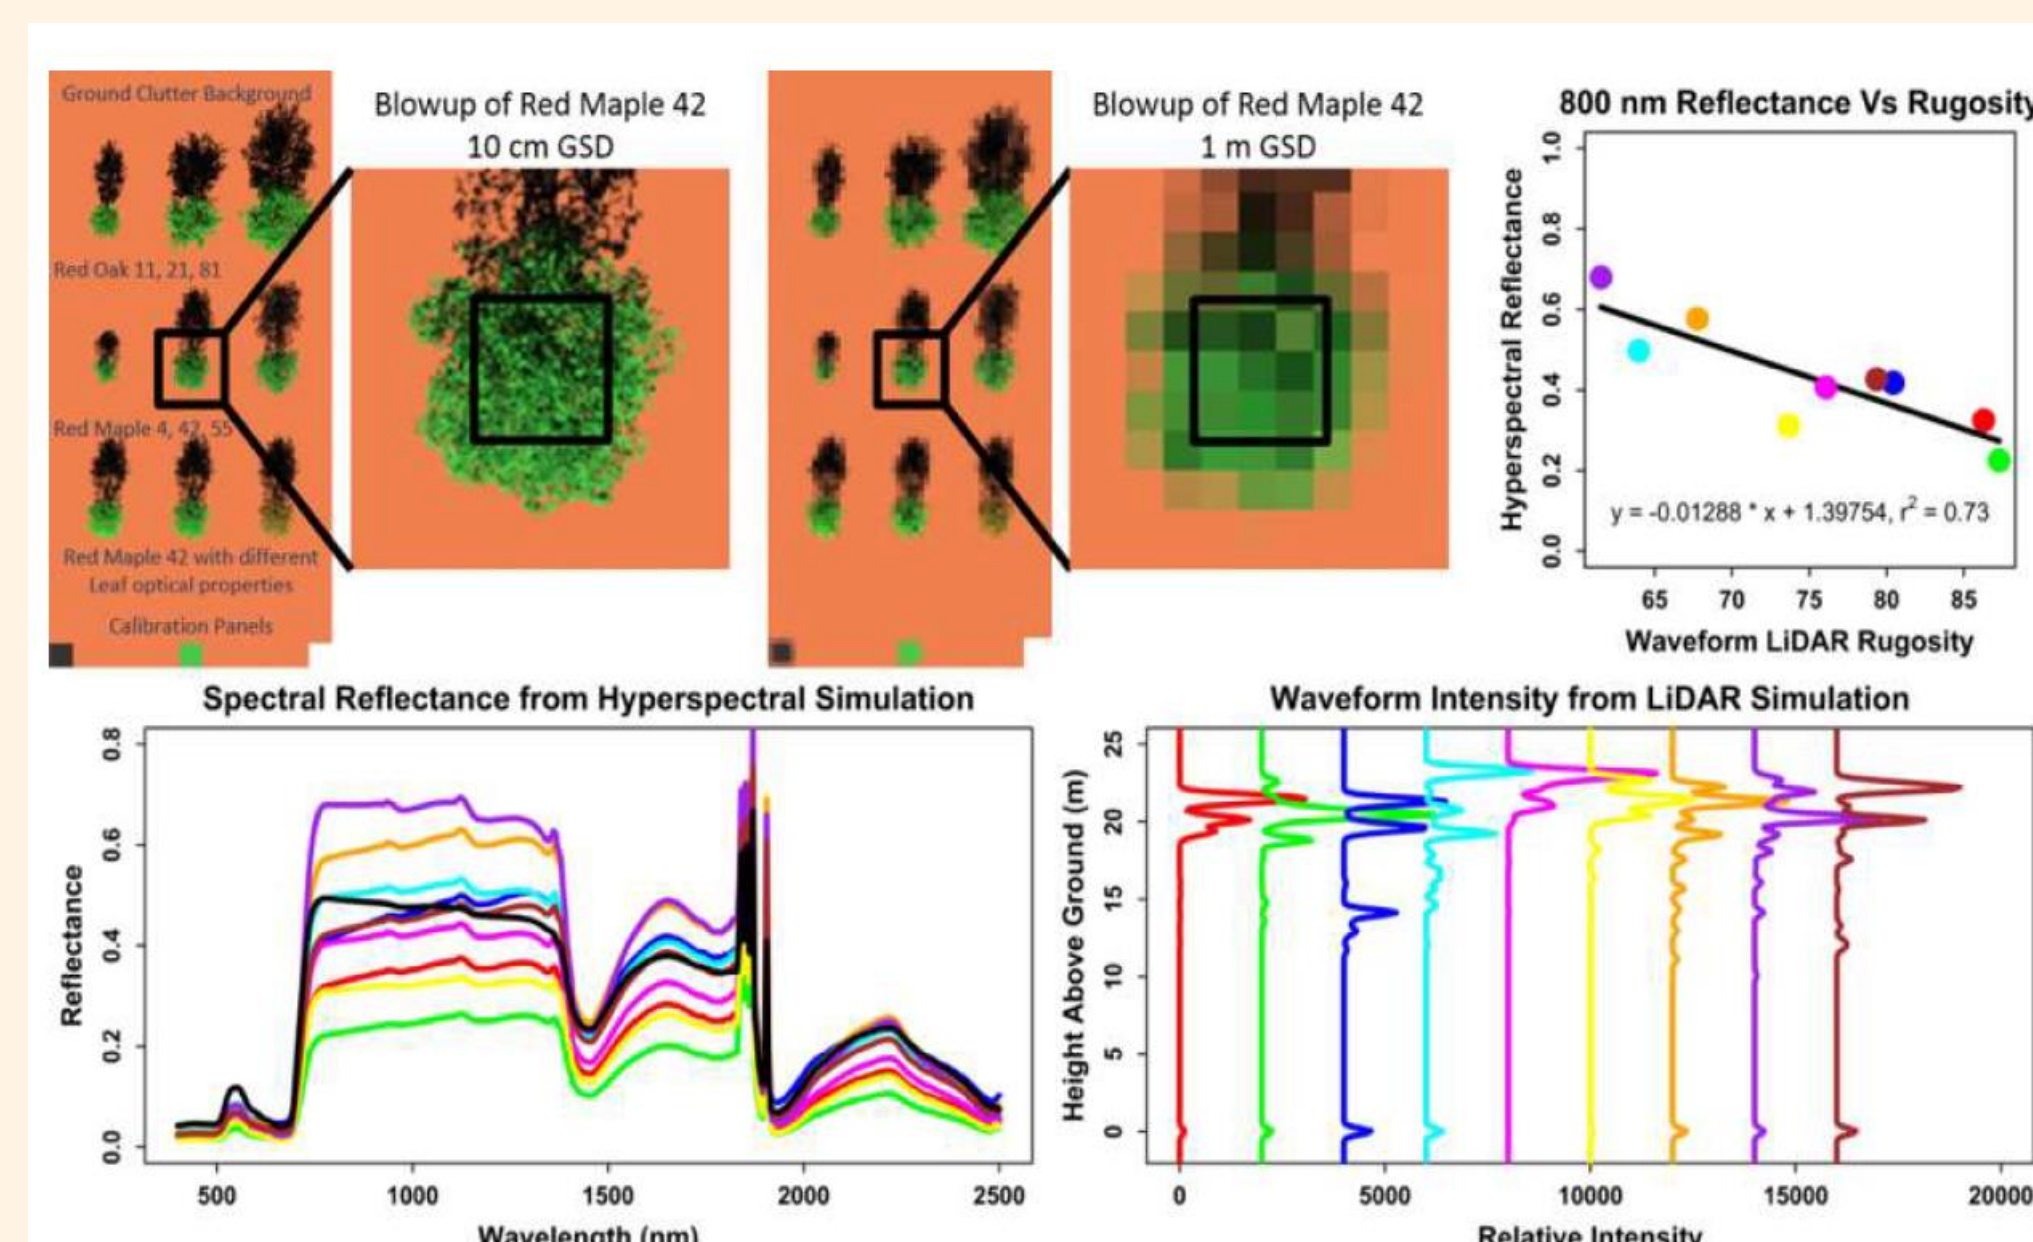 Ground Clutter Background
Red Oak 11, 21, 81
Red Maple 4, 42, 55
Red Maple 42 with different
Leaf optical properties
Calibration Panels
Blowup of Red Maple 42
10 cm GSD
Blowup of Red Maple 42
1 m GSD
800 nm Reflectance Vs Rugosity
Hyperspectral Reflectance
1.0
0.8
0.6
0.4
0.2
0.0
y = -0.01288 * x + 1.39754, r² = 0.73
65 70 75 80 85
Waveform LiDAR Rugosity
Spectral Reflectance from Hyperspectral Simulation
Reflectance
0.8
0.6
0.4
0.2
0.0
500 1000 1500 2000 2500
Wavelength (nm)
Waveform Intensity from LiDAR Simulation
Height Above Ground (m)
25
20
15
10
5
0
0 5000 10000 15000 20000
Relative Intensity